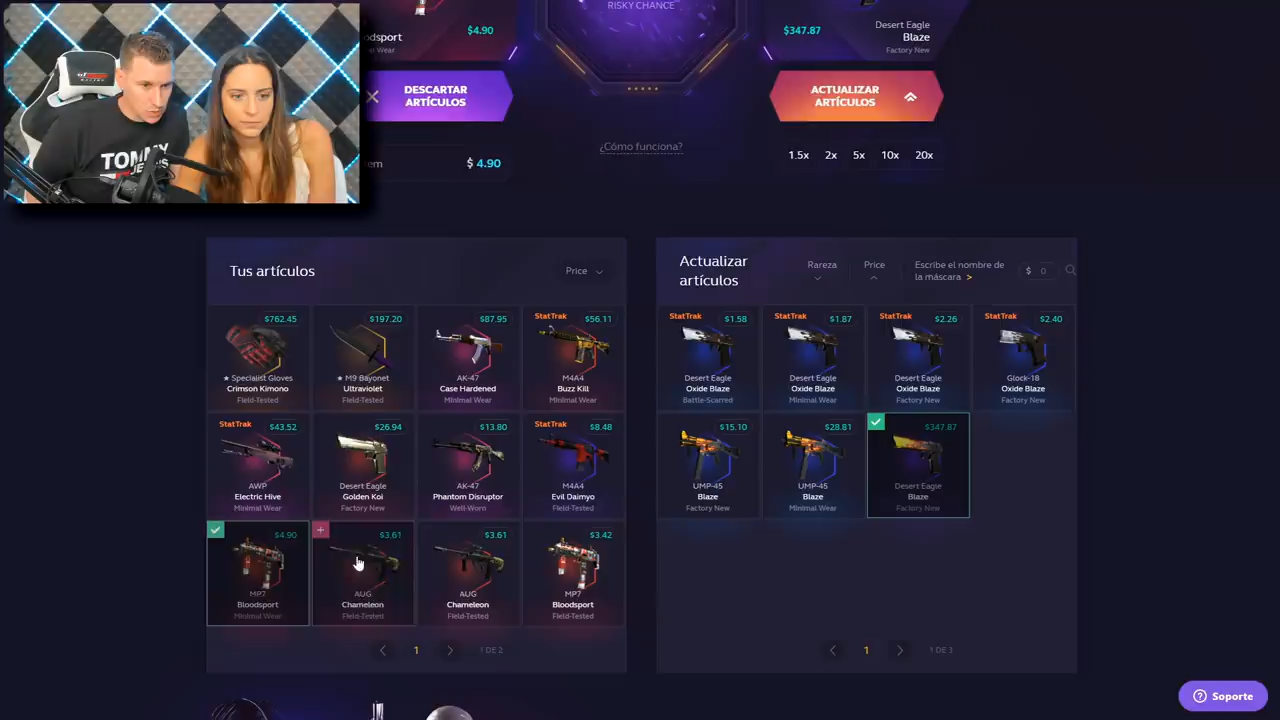 RISKY CHANCE
odsport
$4.90
l Wear
$347.87
Desert Eagle
Blaze
Factory New
DESCARTAR
ARTÍCULOS
ACTUALIZAR
ARTÍCULOS
em
$ 4.90
¿Cómo funciona?
1.5x 2x 5x 10x 20x
TOMMY
Tus artículos
Price
Actualizar
artículos
Rareza
Price
Escribe el nombre de
la máscara >
$ 0
$762.45
★ Specialist Gloves
Crimson Kimono
Field-Tested
$197.20
★ M9 Bayonet
Ultraviolet
Field-Tested
$87.95
AK-47
Case Hardened
Minimal Wear
StatTrak $56.11
M4A4
Buzz Kill
Minimal Wear
StatTrak $43.52
AWP
Electric Hive
Minimal Wear
$26.94
Desert Eagle
Golden Koi
Factory New
$13.80
AK-47
Phantom Disruptor
Well-Worn
StatTrak $8.48
M4A4
Evil Daimyo
Field-Tested
$4.90
MP7
Bloodsport
Minimal Wear
$3.61
AUG
Chameleon
Field-Tested
$3.61
AUG
Chameleon
Field-Tested
$3.42
MP7
Bloodsport
Field-Tested
1
1 DE 2
StatTrak $1.58
Desert Eagle
Oxide Blaze
Battle-Scarred
StatTrak $1.87
Desert Eagle
Oxide Blaze
Minimal Wear
StatTrak $2.26
Desert Eagle
Oxide Blaze
Factory New
StatTrak $2.40
Glock-18
Oxide Blaze
Factory New
$15.10
UMP-45
Blaze
Factory New
$28.81
UMP-45
Blaze
Minimal Wear
$347.87
Desert Eagle
Blaze
Factory New
1
1 DE 3
Soporte